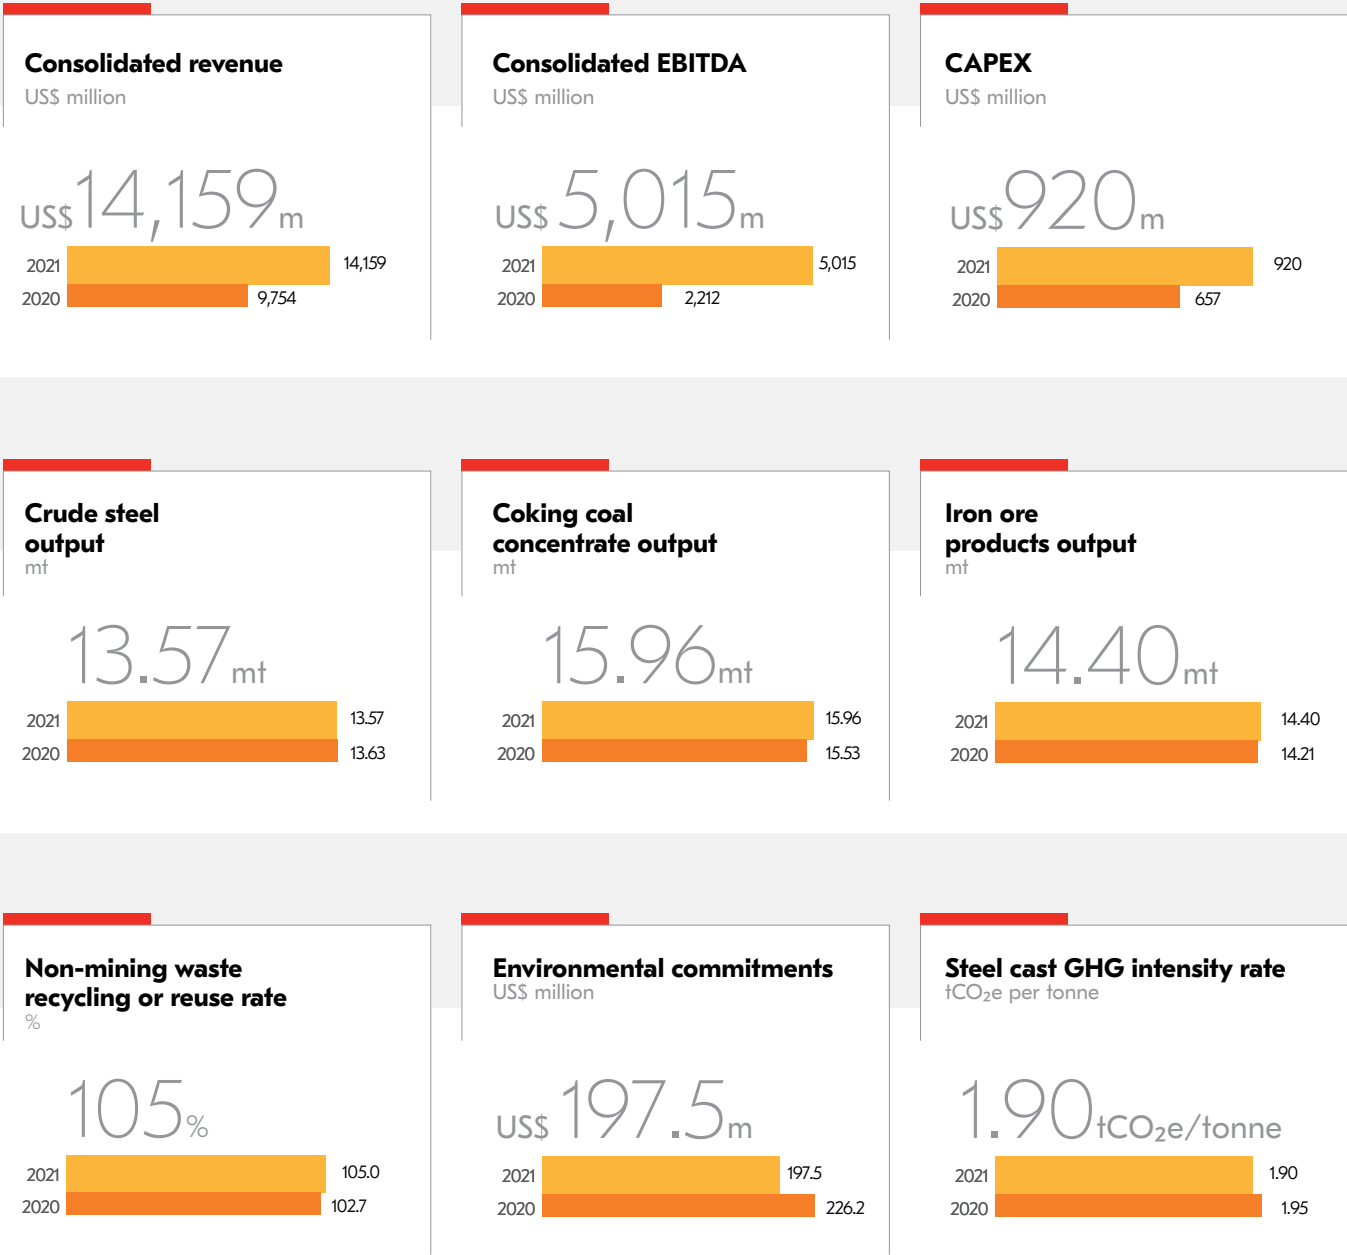 Consolidated revenue
US$ million
US$14,159m
2021 14,159
2020 9,754
Consolidated EBITDA
US$ million
US$ 5,015m
2021 5,015
2020 2,212
CAPEX
US$ million
US$920m
2021 920
2020 657
Crude steel
output
mt
13.57mt
2021 13.57
2020 13.63
Coking coal
concentrate output
mt
15.96mt
2021 15.96
2020 15.53
Iron ore
products output
mt
14.40mt
2021 14.40
2020 14.21
Non-mining waste
recycling or reuse rate
%
105%
2021 105.0
2020 102.7
Environmental commitments
US$ million
US$ 197.5m
2021 197.5
2020 226.2
Steel cast GHG intensity rate
tCO₂e per tonne
1.90tCO₂e/tonne
2021 1.90
2020 1.95